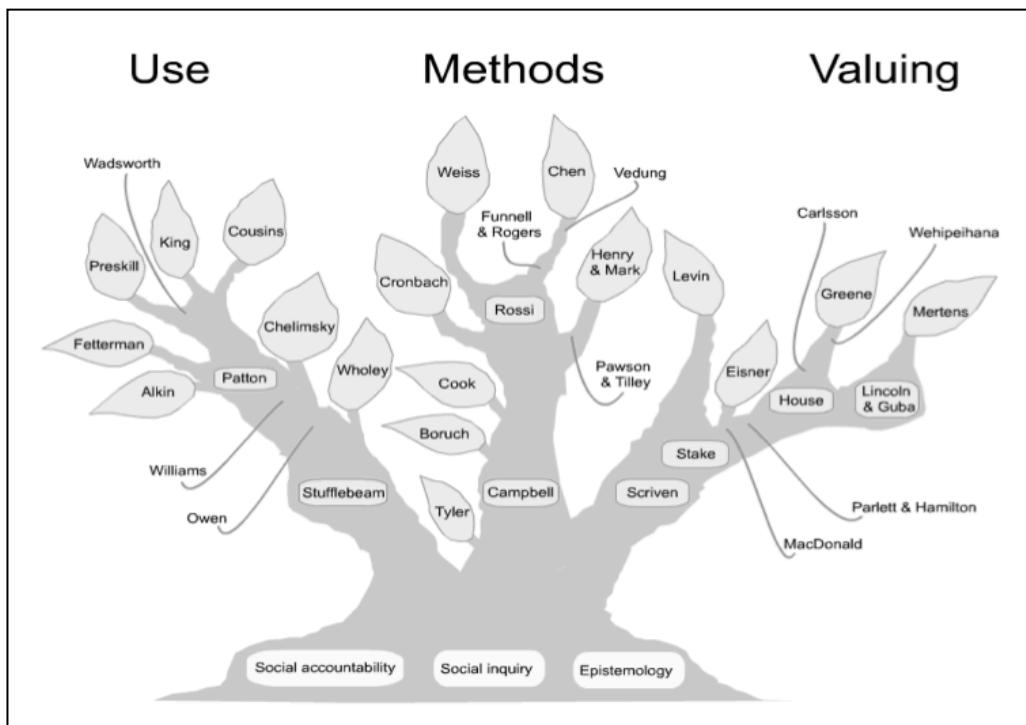 Use
Methods
Valuing
Wadsworth
King
Cousins
Preskill
Chelimsky
Fetterman
Patton
Wholey
Alkin
Williams
Stufflebeam
Owen
Weiss
Chen
Vedung
Funnell
& Rogers
Henry
& Mark
Cronbach
Rossi
Pawson
& Tilley
Cook
Boruch
Tyler
Campbell
Carlsson
Wehipeihana
Levin
Greene
Mertens
Eisner
House
Lincoln
& Guba
Stake
Scriven
Parlett & Hamilton
MacDonald
Social accountability
Social inquiry
Epistemology